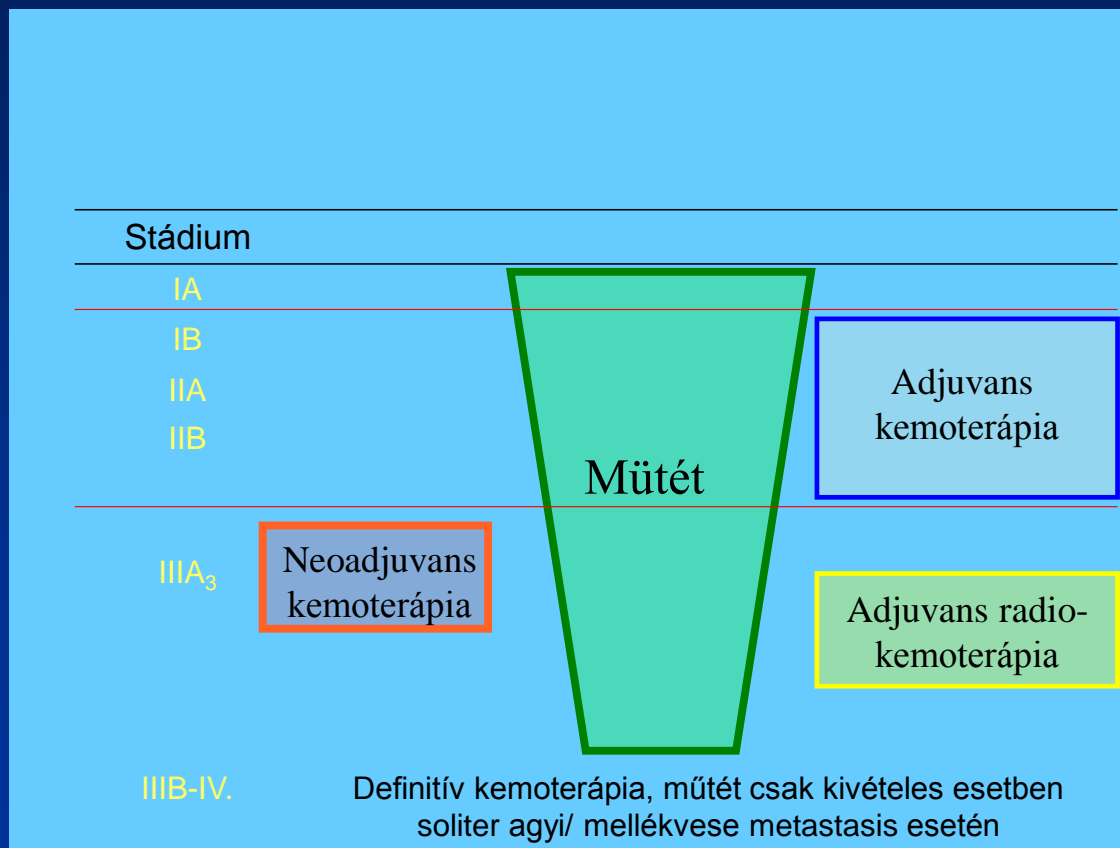 Stádium
IA
IB
IIA
IIB
Adjuvans
kemoterápia
Mütét
IIIA₃
Neoadjuvans
kemoterápia
Adjuvans radio-
kemoterápia
IIIB-IV.
Definitív kemoterápia, műtét csak kivételes esetben
soliter agyi/ mellékvese metastasis esetén